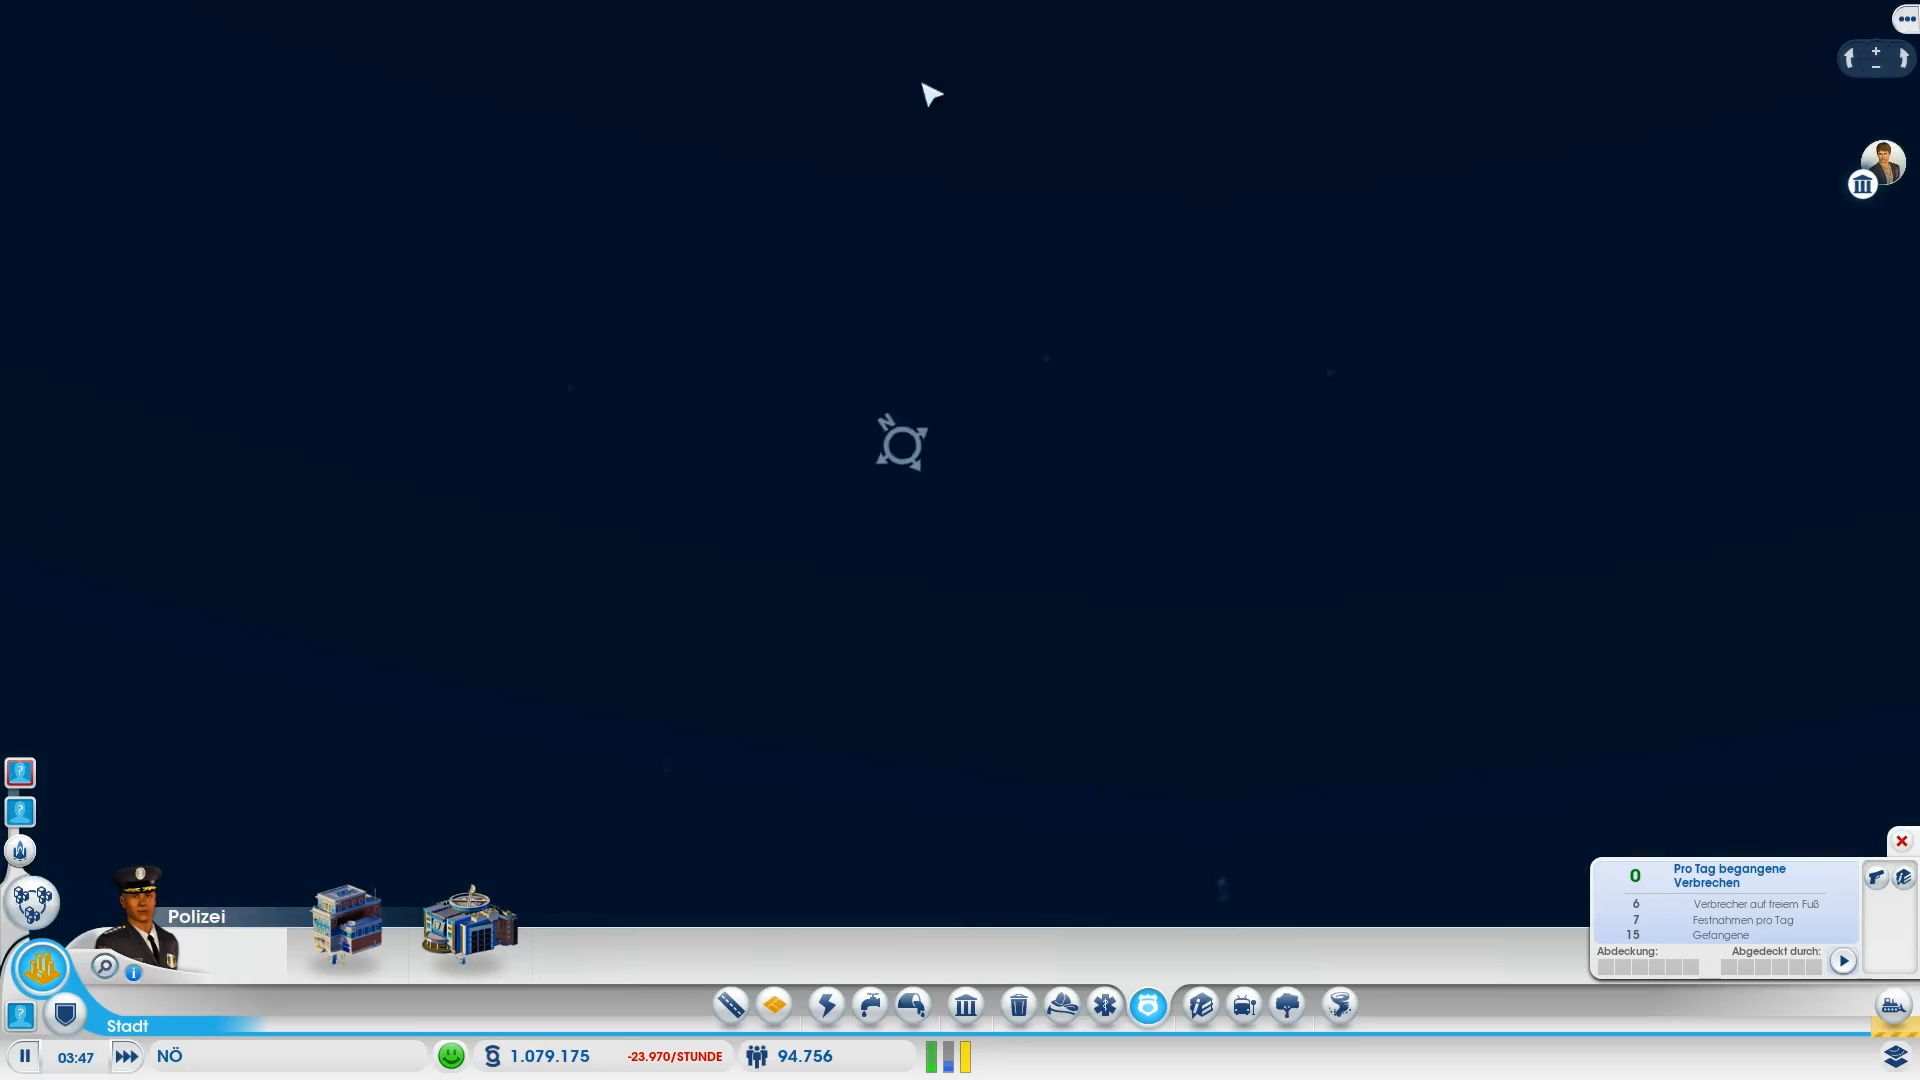 N
Polizei
0 Pro Tag begangene
Verbrechen
6 Verbrecher auf freiem Fuß
7 Festnahmen pro Tag
15 Gefangene
Abdeckung: Abgedeckt durch:
Stadt
03:47 NÖ 1.079.175 -23.970/STUNDE 94.756